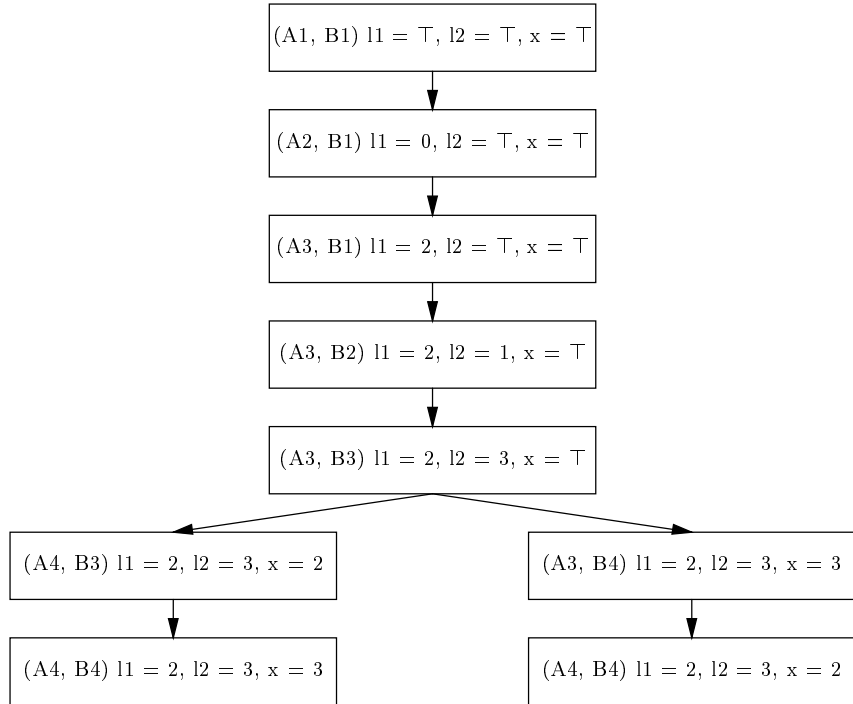 (A1, B1) l1 = ⊤, l2 = ⊤, x = ⊤
(A2, B1) l1 = 0, l2 = ⊤, x = ⊤
(A3, B1) l1 = 2, l2 = ⊤, x = ⊤
(A3, B2) l1 = 2, l2 = 1, x = ⊤
(A3, B3) l1 = 2, l2 = 3, x = ⊤
(A4, B3) l1 = 2, l2 = 3, x = 2
(A3, B4) l1 = 2, l2 = 3, x = 3
(A4, B4) l1 = 2, l2 = 3, x = 3
(A4, B4) l1 = 2, l2 = 3, x = 2